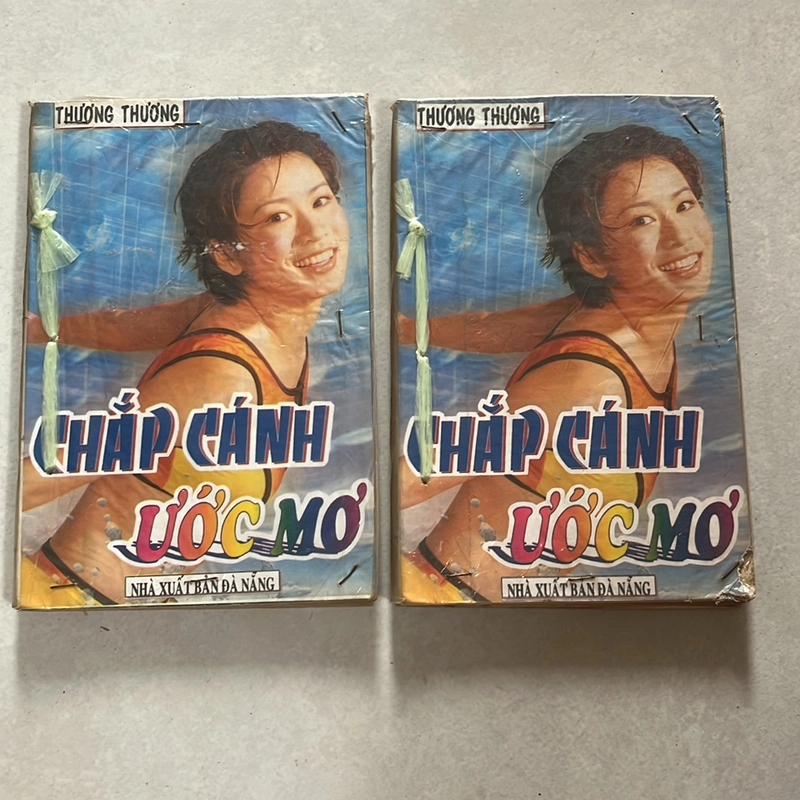 THƯƠNG THƯƠNG
CHẮP CÁNH
ƯỚC MƠ
NHÀ XUẤT BẢN ĐÀ NẴNG
THƯƠNG THƯƠNG
CHẮP CÁNH
ƯỚC MƠ
NHÀ XUẤT BẢN ĐÀ NẴNG